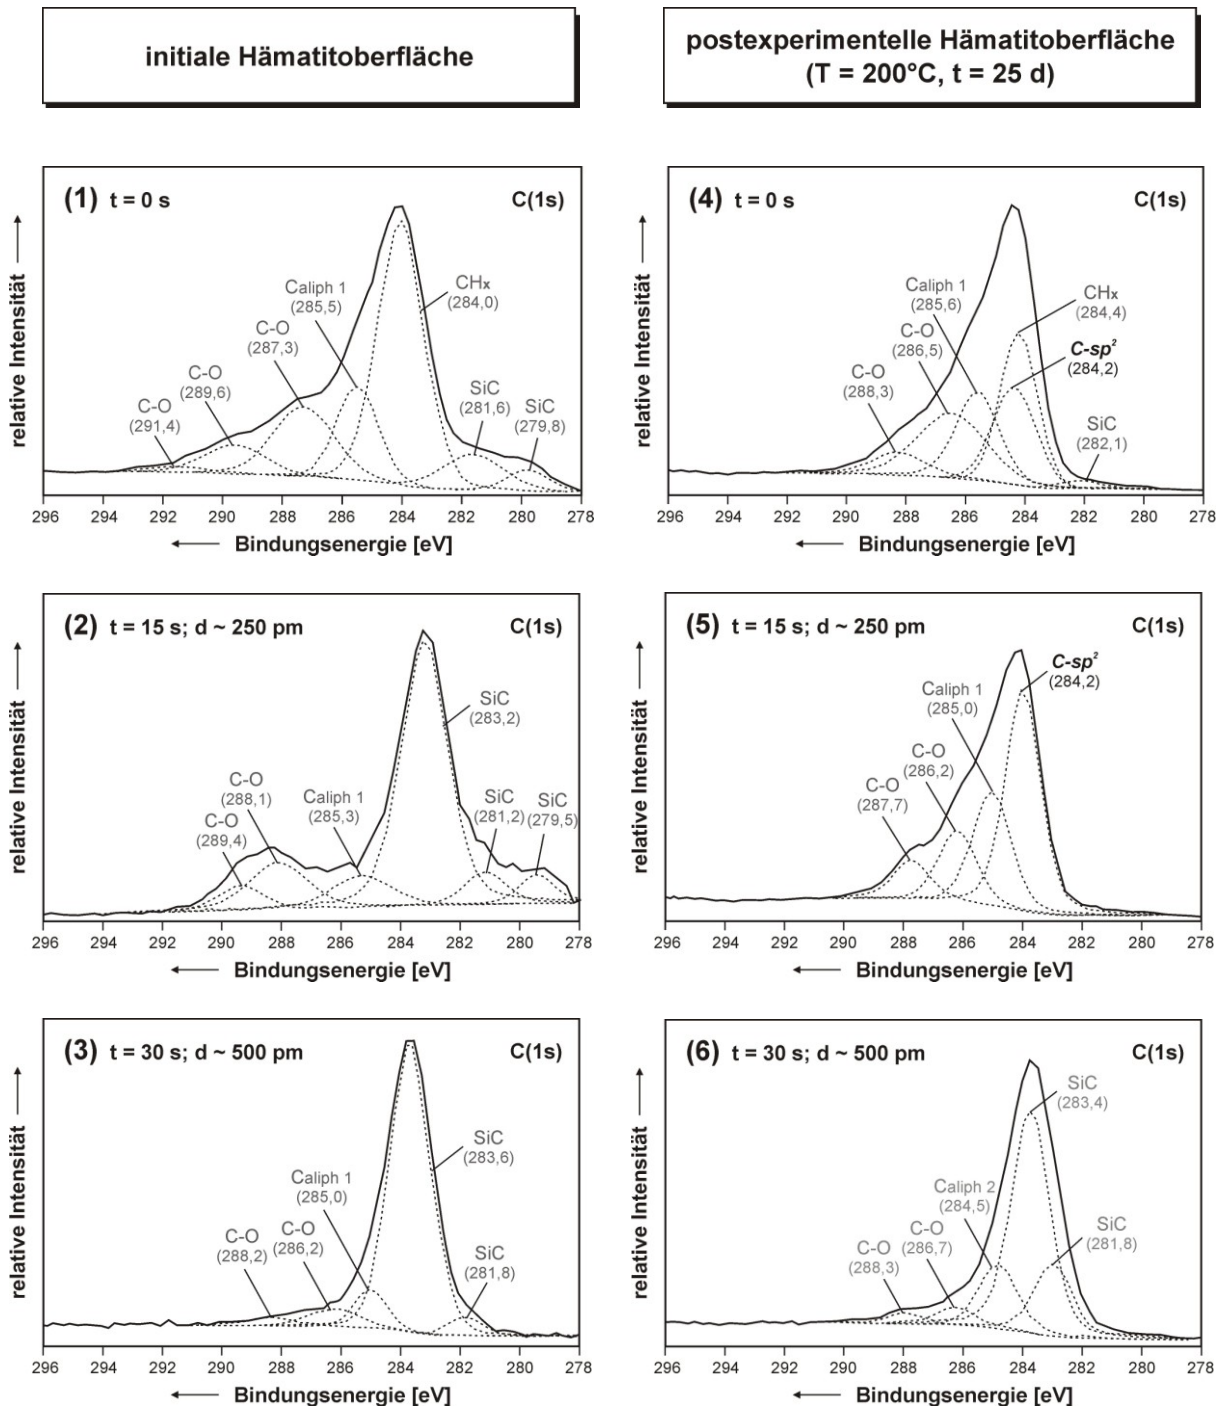 initiale Hämatitoberfläche
postexperimentelle Hämatitoberfläche
(T = 200°C, t = 25 d)
(1) t = 0 s
C(1s)
relative Intensität
Caliph 1
(285,5)
CHx
(284,0)
C-O
(287,3)
C-O
(289,6)
C-O
(291,4)
SiC
(281,6)
SiC
(279,8)
296 294 292 290 288 286 284 282 280 278
Bindungsenergie [eV]
(4) t = 0 s
C(1s)
relative Intensität
Caliph 1
(285,6)
CHx
(284,4)
C-O
(286,5)
C-sp²
(284,2)
C-O
(288,3)
SiC
(282,1)
296 294 292 290 288 286 284 282 280 278
Bindungsenergie [eV]
(2) t = 15 s; d ~ 250 pm
C(1s)
relative Intensität
SiC
(283,2)
C-O
(288,1)
C-O
(289,4)
Caliph 1
(285,3)
SiC
(281,2)
SiC
(279,5)
296 294 292 290 288 286 284 282 280 278
Bindungsenergie [eV]
(5) t = 15 s; d ~ 250 pm
C(1s)
relative Intensität
C-sp²
(284,2)
Caliph 1
(285,0)
C-O
(286,2)
C-O
(287,7)
296 294 292 290 288 286 284 282 280 278
Bindungsenergie [eV]
(3) t = 30 s; d ~ 500 pm
C(1s)
relative Intensität
SiC
(283,6)
Caliph 1
(285,0)
C-O
(286,2)
C-O
(288,2)
SiC
(281,8)
296 294 292 290 288 286 284 282 280 278
Bindungsenergie [eV]
(6) t = 30 s; d ~ 500 pm
C(1s)
relative Intensität
SiC
(283,4)
Caliph 2
(284,5)
C-O
(286,7)
C-O
(288,3)
SiC
(281,8)
296 294 292 290 288 286 284 282 280 278
Bindungsenergie [eV]